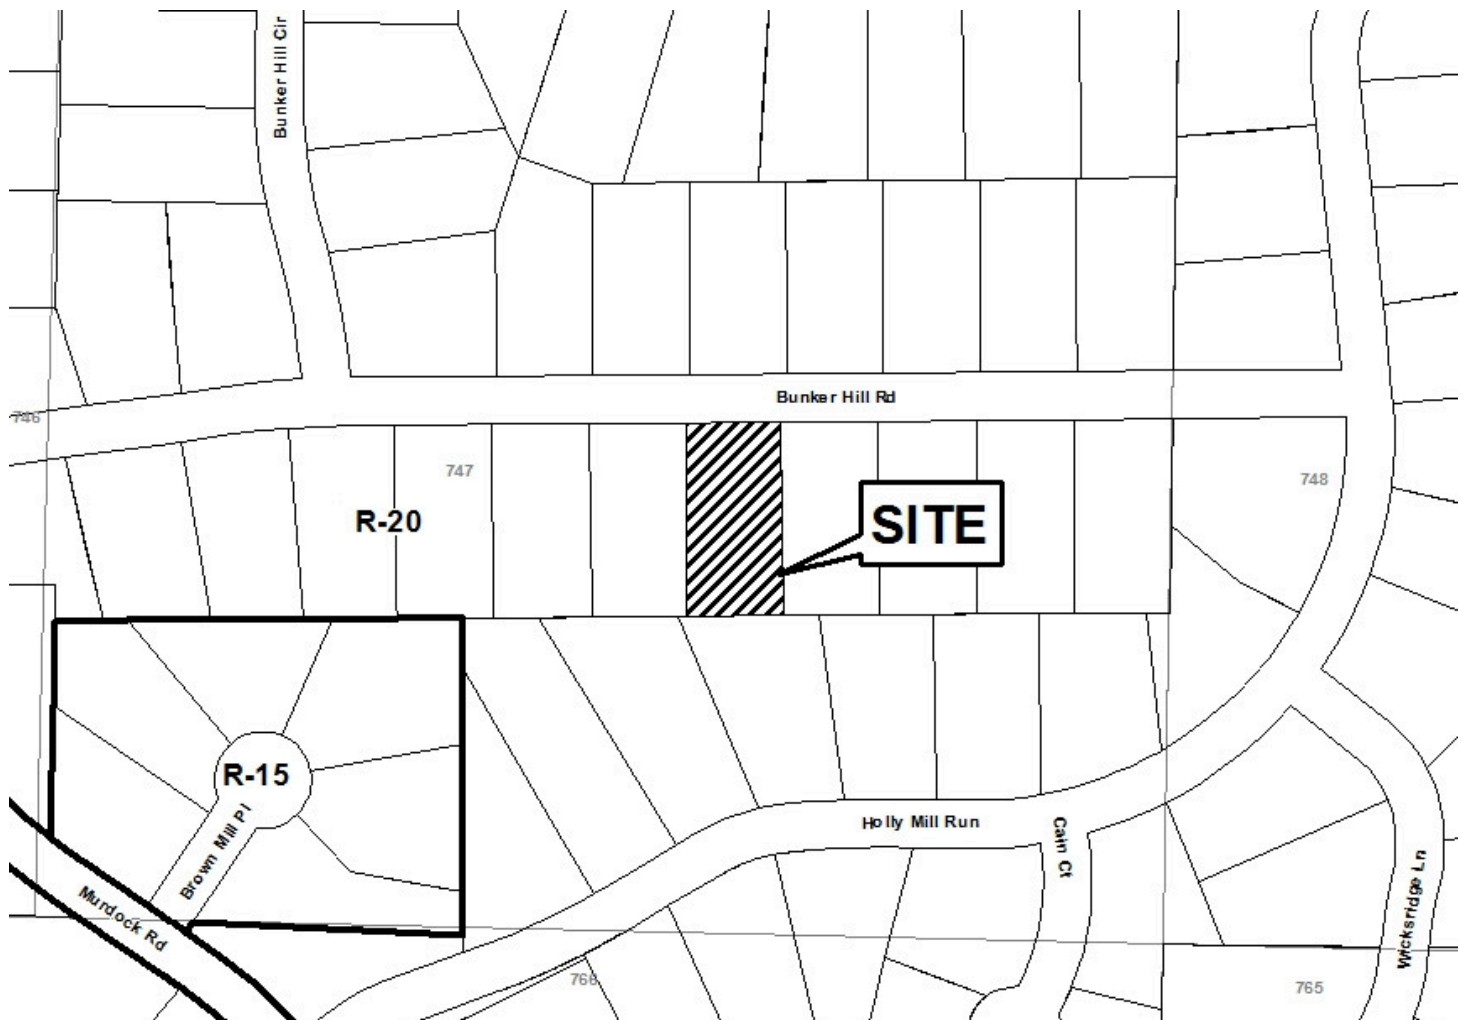 Bunker Hill Cir
Bunker Hill Rd
746
747
748
R-20
SITE
R-15
Brown Mill Pl
Holly Mill Run
Cain Ct
Murdock Rd
Wicksridge Ln
766
765